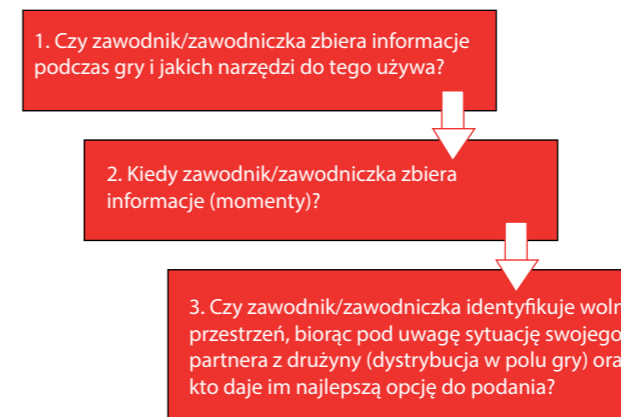 1. Czy zawodnik/zawodniczka zbiera informacje
podczas gry i jakich narzędzi do tego używa?
2. Kiedy zawodnik/zawodniczka zbiera
informacje (momenty)?
3. Czy zawodnik/zawodniczka identyfikuje
przestrzeń, biorąc pod uwagę sytuację swojego
partnera z drużyny (dystrybucja w polu gry)
kto daje im najlepszą opcję do podania?